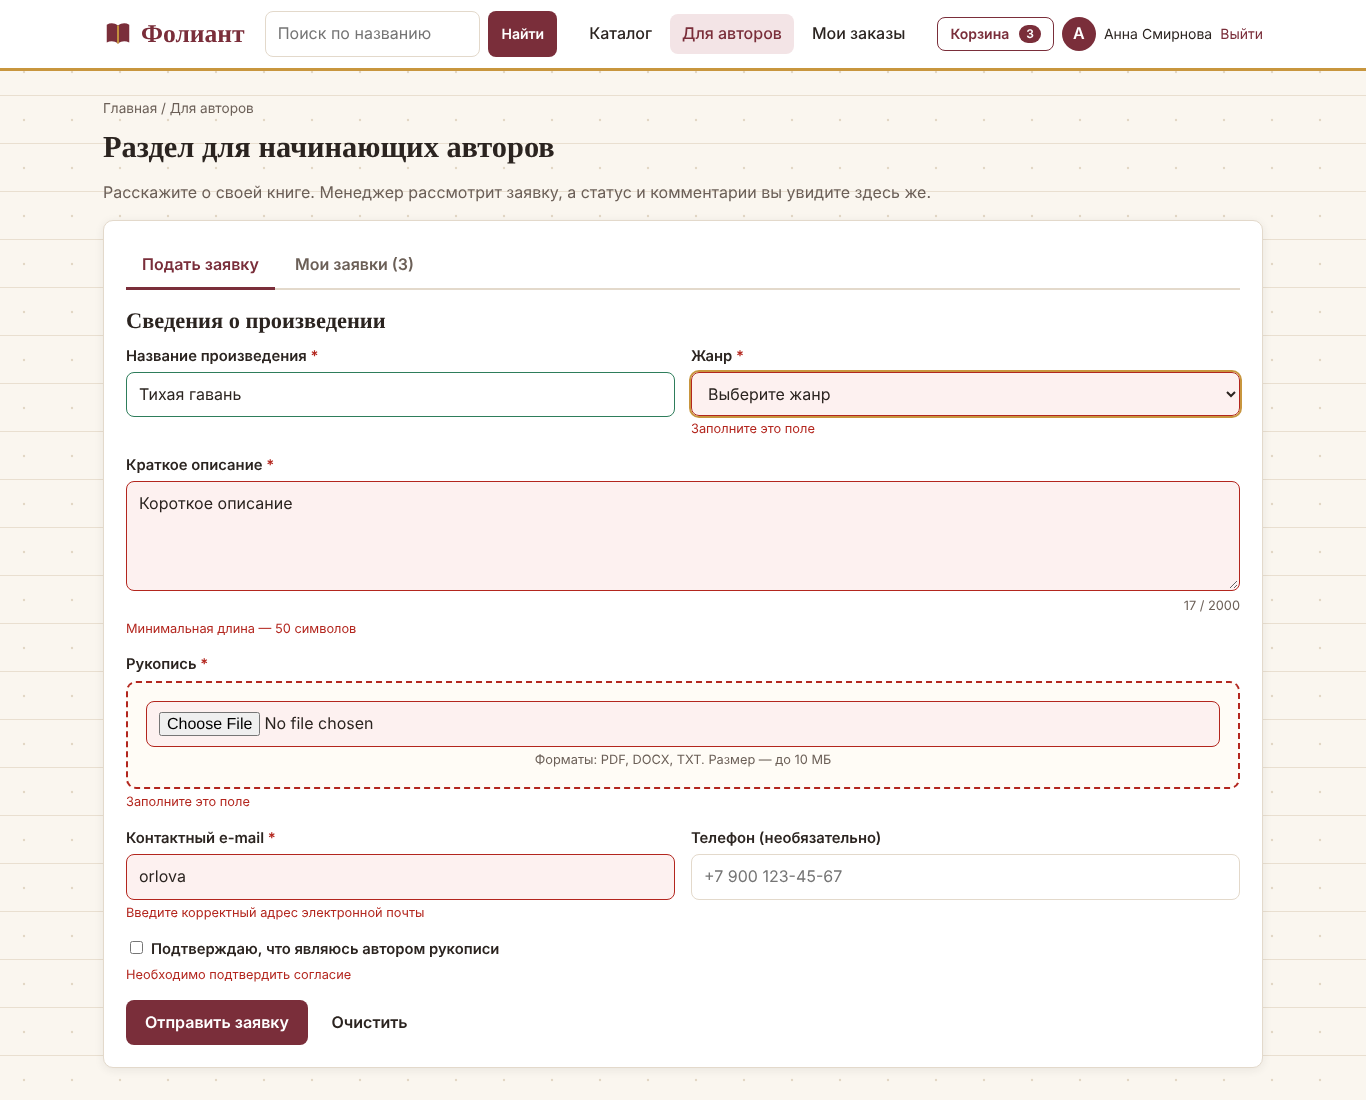 Фолиант
Поиск по названию
Найти
Каталог
Для авторов
Мои заказы
Корзина 3
А
Анна Смирнова
Выйти
Главная / Для авторов
Раздел для начинающих авторов
Расскажите о своей книге. Менеджер рассмотрит заявку, а статус и комментарии вы увидите здесь же.
Подать заявку
Мои заявки (3)
Сведения о произведении
Название произведения *
Тихая гавань
Жанр *
Выберите жанр
Заполните это поле
Краткое описание *
Короткое описание
17 / 2000
Минимальная длина — 50 символов
Рукопись *
Choose File No file chosen
Форматы: PDF, DOCX, TXT. Размер — до 10 МБ
Заполните это поле
Контактный e-mail *
orlova
Введите корректный адрес электронной почты
Телефон (необязательно)
+7 900 123-45-67
Подтверждаю, что являюсь автором рукописи
Необходимо подтвердить согласие
Отправить заявку
Очистить